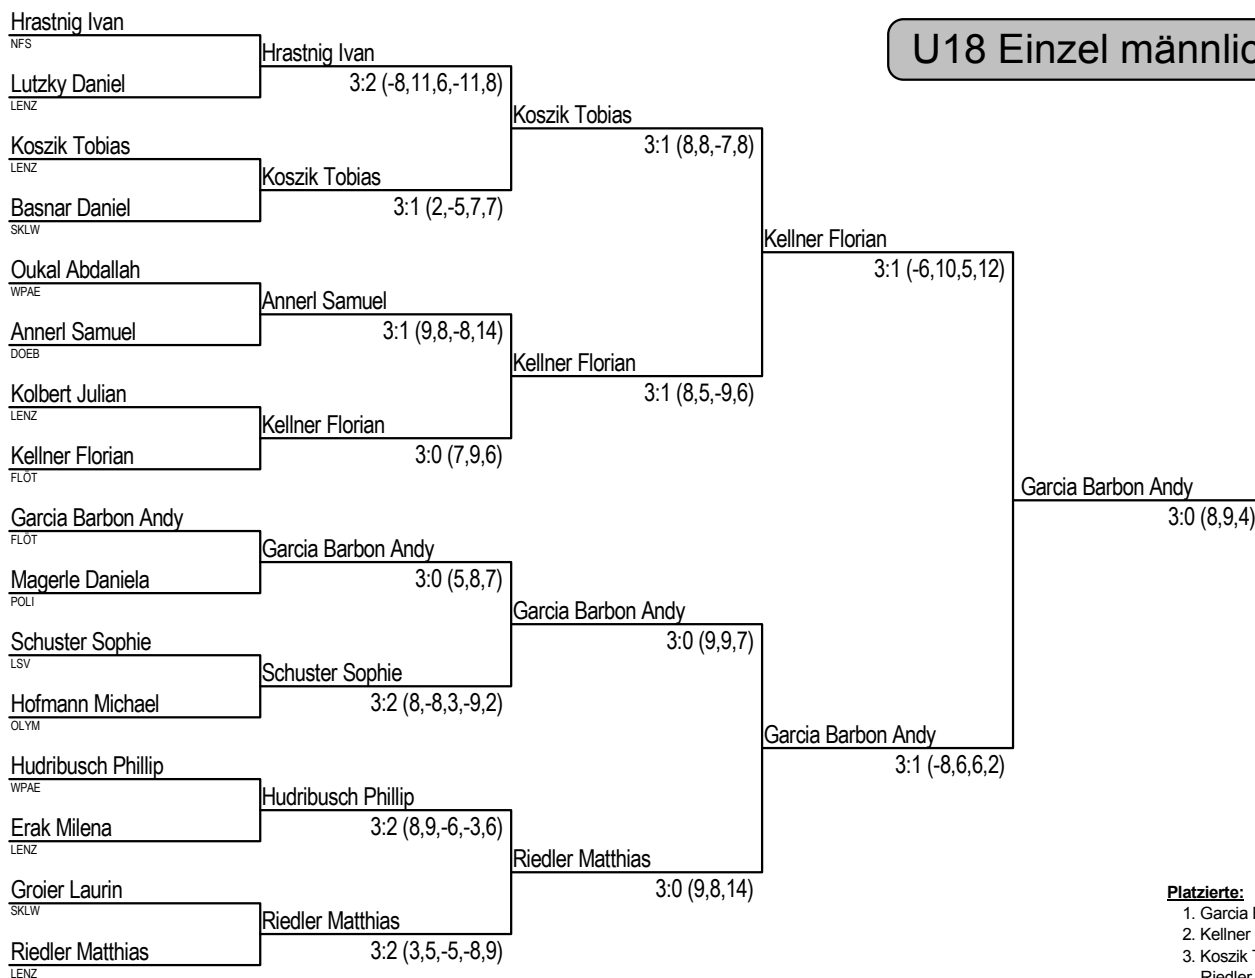 U18 Einzel männlic
Hrastnig Ivan
NFS
Lutzky Daniel
LENZ
Koszik Tobias
LENZ
Basnar Daniel
SKLW
Oukal Abdallah
WPAE
Annerl Samuel
DOEB
Kolbert Julian
LENZ
Kellner Florian
FLÖT
Garcia Barbon Andy
FLÖT
Magerle Daniela
POLI
Schuster Sophie
LSV
Hofmann Michael
OLYM
Hudribusch Phillip
WPAE
Erak Milena
LENZ
Groier Laurin
SKLW
Riedler Matthias
LENZ
Hrastnig Ivan
3:2 (-8,11,6,-11,8)
Koszik Tobias
3:1 (2,-5,7,7)
Annerl Samuel
3:1 (9,8,-8,14)
Kellner Florian
3:0 (7,9,6)
Garcia Barbon Andy
3:0 (5,8,7)
Schuster Sophie
3:2 (8,-8,3,-9,2)
Hudribusch Phillip
3:2 (8,9,-6,-3,6)
Riedler Matthias
3:2 (3,5,-5,-8,9)
Koszik Tobias
3:1 (8,8,-7,8)
Kellner Florian
3:1 (8,5,-9,6)
Garcia Barbon Andy
3:0 (9,9,7)
Riedler Matthias
3:0 (9,8,14)
Kellner Florian
3:1 (-6,10,5,12)
Garcia Barbon Andy
3:1 (-8,6,6,2)
Garcia Barbon Andy
3:0 (8,9,4)
Platzierte:
1. Garcia
2. Kellner
3. Koszik
Riedler